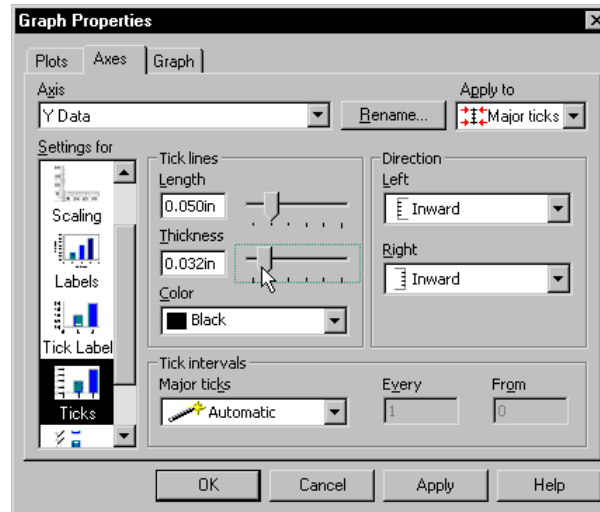 Graph Properties
Plots Axes Graph
Axis
Apply to
Y Data
Rename...
Major ticks
Settings for
Scaling
Labels
Tick Label
Ticks
Tick lines
Length
0.050in
Thickness
0.032in
Color
Black
Direction
Left
Inward
Right
Inward
Tick intervals
Major ticks
Every
From
Automatic
1
0
OK Cancel Apply Help